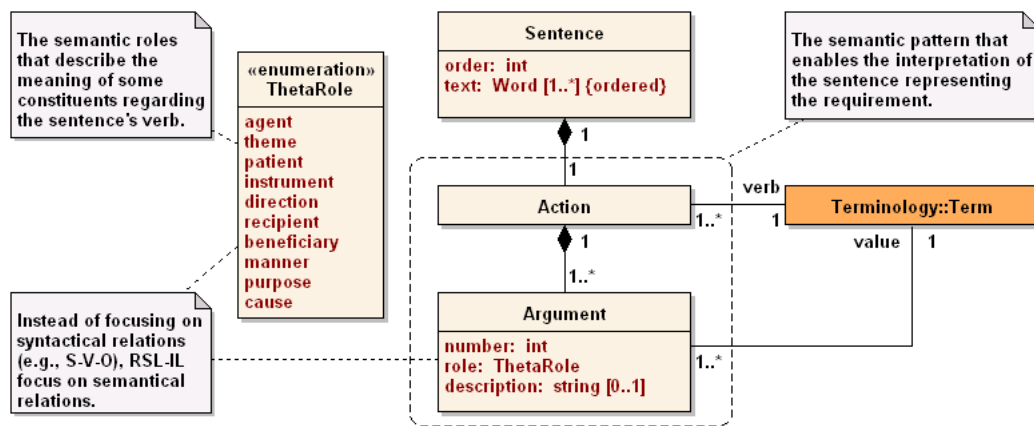 The semantic roles
that describe the
meaning of some
constituents regarding
the sentence's verb.
«enumeration»
ThetaRole
agent
theme
patient
instrument
direction
recipient
beneficiary
manner
purpose
cause
Instead of focusing on
syntactical relations
(e.g., S-V-O), RSL-IL
focus on semantical
relations.
Sentence
order: int
text: Word [1..*] {ordered}
1
1
Action
1
1..*
Argument
number: int
role: ThetaRole
description: string [0..1]
The semantic pattern that
enables the interpretation of
the sentence representing
the requirement.
verb
1..*
1
Terminology::Term
value
1
1..*